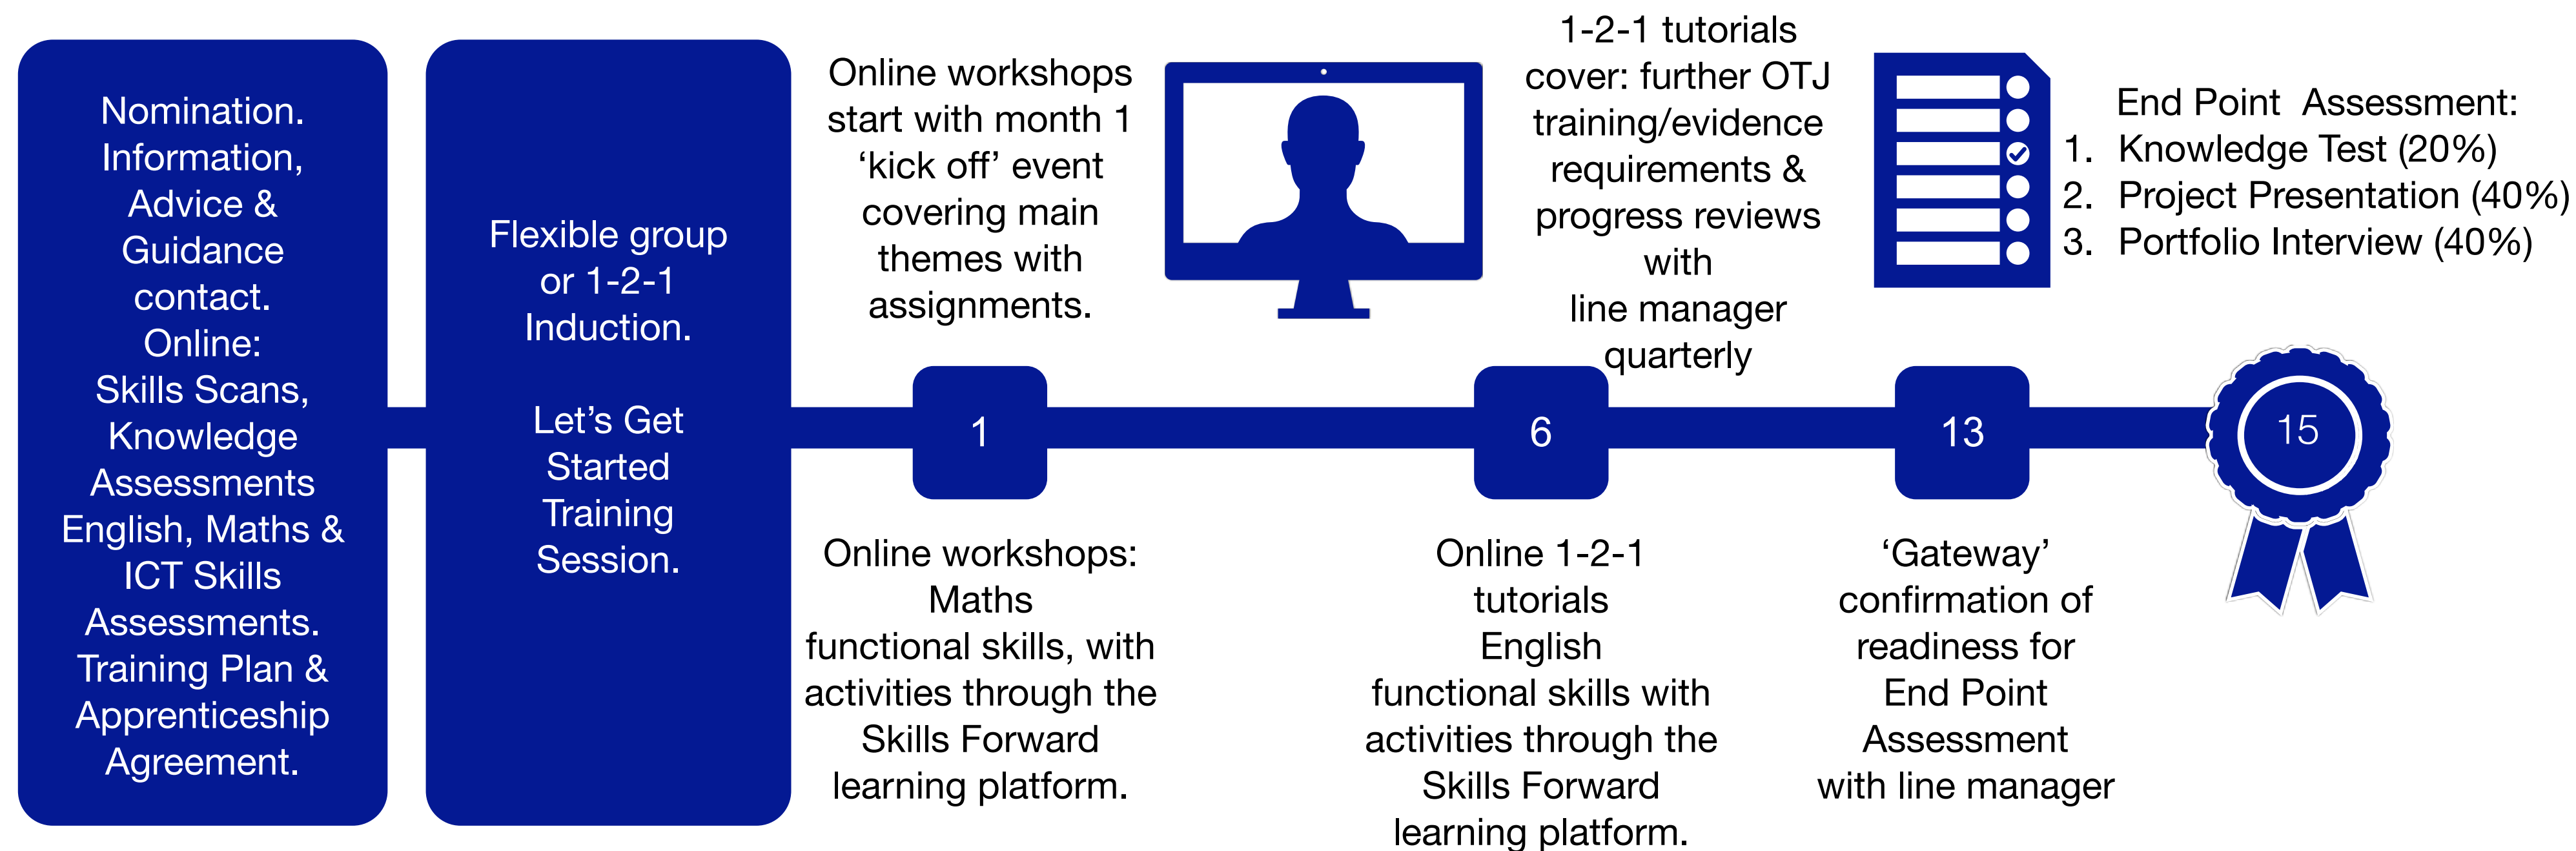 Nomination.
Information,
Advice &
Guidance
contact.
Online:
Skills Scans,
Knowledge
Assessments
English, Maths &
ICT Skills
Assessments.
Training Plan &
Apprenticeship
Agreement.
Flexible group
or 1-2-1
Induction.
Let’s Get
Started
Training
Session.
Online workshops
start with month 1
‘kick off’ event
covering main
themes with
assignments.
1
Online workshops:
Maths
functional skills, with
activities through the
Skills Forward
learning platform.
1-2-1 tutorials
cover: further OTJ
training/evidence
requirements &
progress reviews
with
line manager
quarterly
6
Online 1-2-1
tutorials
English
functional skills with
activities through the
Skills Forward
learning platform.
13
‘Gateway’
confirmation of
readiness for
End Point
Assessment
with line manager
End Point Assessment:
1. Knowledge Test (20%)
2. Project Presentation (40%)
3. Portfolio Interview (40%)
15